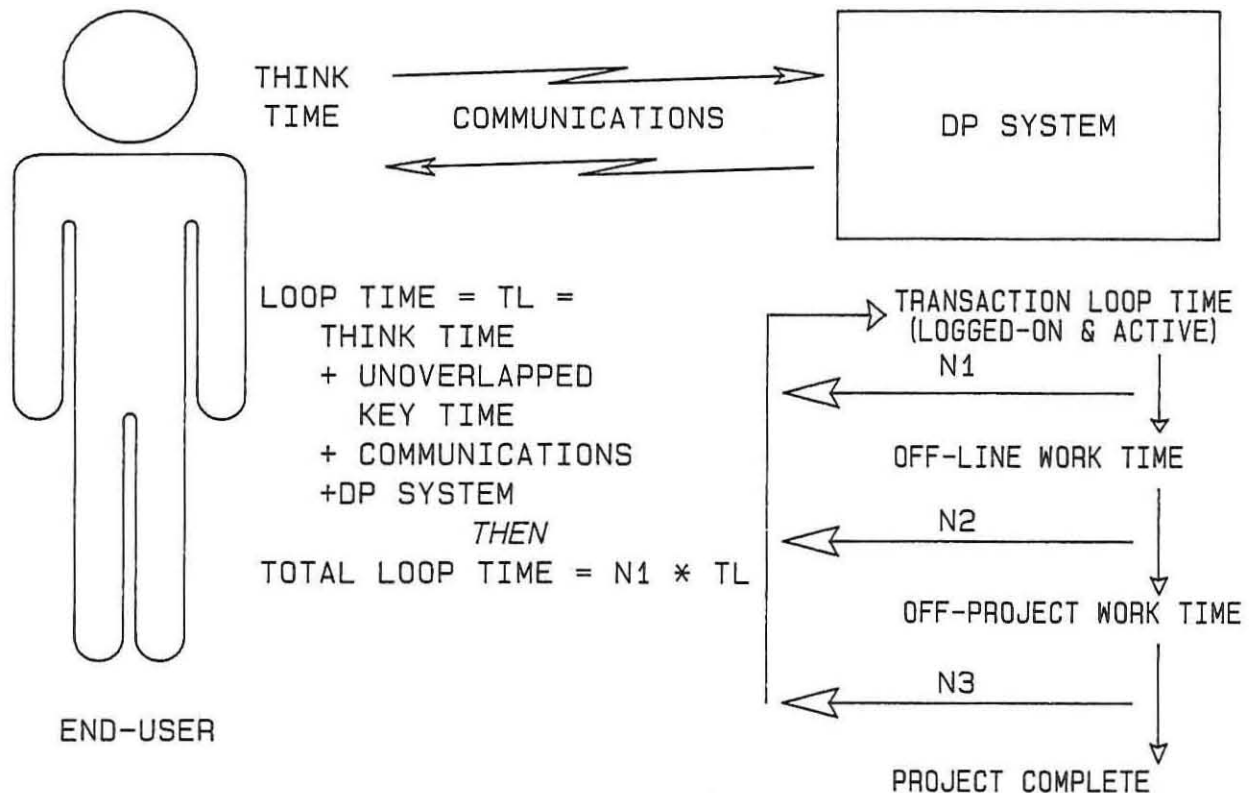 THINK
TIME
COMMUNICATIONS
DP SYSTEM
LOOP TIME = TL =
THINK TIME
+ UNOVERLAPPED
KEY TIME
+ COMMUNICATIONS
+DP SYSTEM
THEN
TOTAL LOOP TIME = N1 * TL
END-USER
TRANSACTION LOOP TIME
(LOGGED-ON & ACTIVE)
N1
OFF-LINE WORK TIME
N2
OFF-PROJECT WORK TIME
N3
PROJECT COMPLETE